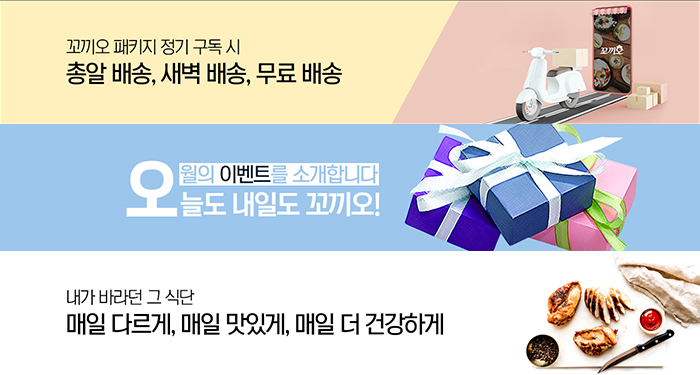 꼬끼오 패키지 정기 구독 시
총알 배송, 새벽 배송, 무료 배송
꼬끼오
오월의 이벤트를 소개합니다
오늘도 내일도 꼬끼오!
내가 바라던 그 식단
매일 다르게, 매일 맛있게, 매일 더 건강하게